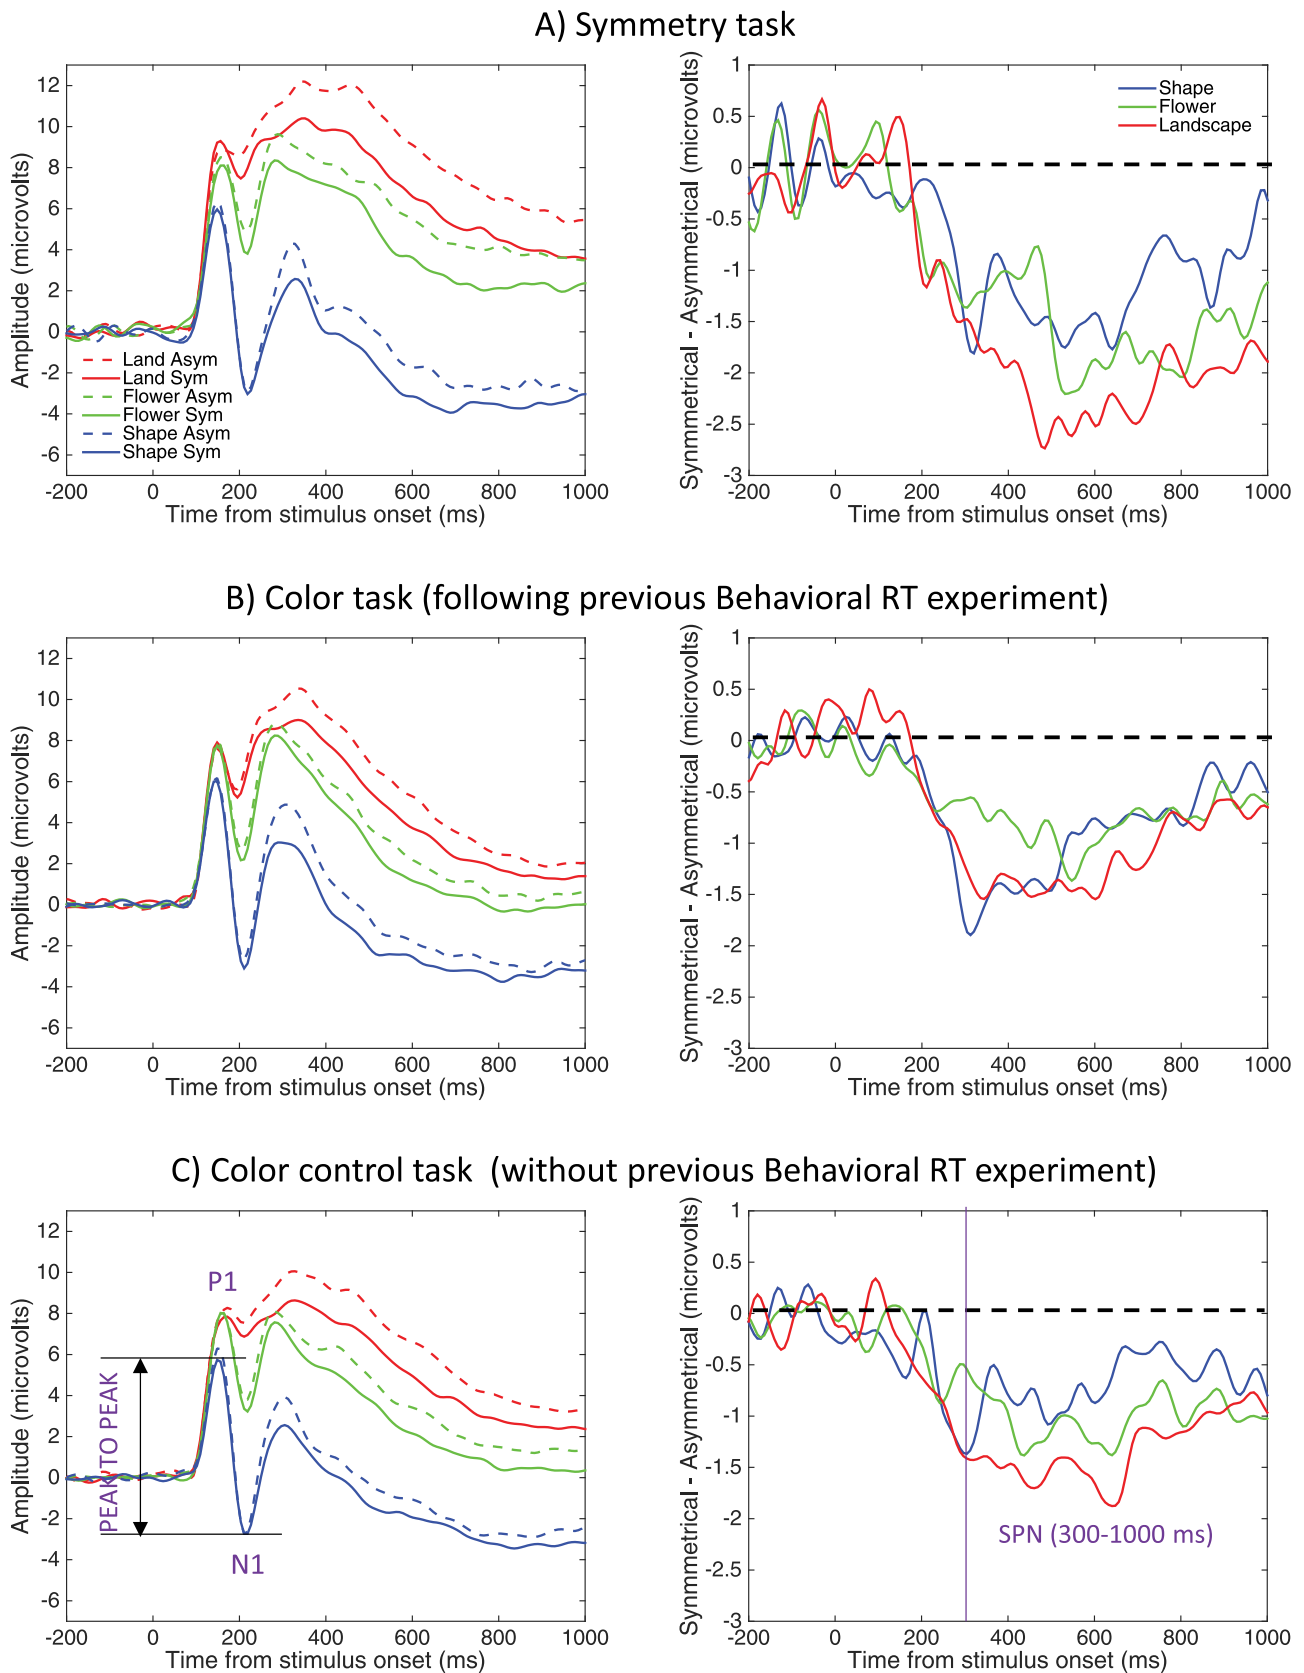 A) Symmetry task
12
10
8
6
4
2
0
-2
-4
-6
Amplitude (microvolts)
Land Asym
Land Sym
Flower Asym
Flower Sym
Shape Asym
Shape Sym
-200 0 200 400 600 800 1000
Time from stimulus onset (ms)
1
0.5
0
-0.5
-1
-1.5
-2
-2.5
-3
Synmmetrical - Asymmetrical (microvolts)
Shape
Flower
Landscape
-200 0 200 400 600 800 1000
Time from stimulus onset (ms)
B) Color task (following previous Behavioral RT experiment)
12
10
8
6
4
2
0
-2
-4
-6
Amplitude (microvolts)
-200 0 200 400 600 800 1000
Time from stimulus onset (ms)
1
0.5
0
-0.5
-1
-1.5
-2
-2.5
-3
Synmmetrical - Asymmetrical (microvolts)
-200 0 200 400 600 800 1000
Time from stimulus onset (ms)
C) Color control task (without previous Behavioral RT experiment)
12
10
8
6
4
2
0
-2
-4
-6
Amplitude (microvolts)
P1
PEAK TO PEAK
N1
-200 0 200 400 600 800 1000
Time from stimulus onset (ms)
1
0.5
0
-0.5
-1
-1.5
-2
-2.5
-3
Synmmetrical - Asymmetrical (microvolts)
SPN (300-1000 ms)
-200 0 200 400 600 800 1000
Time from stimulus onset (ms)